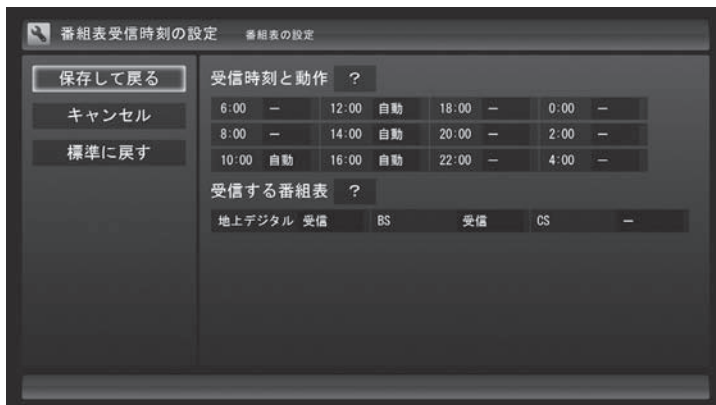 番組表受信時刻の設定 番組表の設定
保存して戻る
キャンセル
標準に戻す
受信時刻と動作 ?
6:00 － 12:00 自動 18:00 － 0:00 －
8:00 － 14:00 自動 20:00 － 2:00 －
10:00 自動 16:00 自動 22:00 － 4:00 －
受信する番組表 ?
地上デジタル 受信 BS 受信 CS －